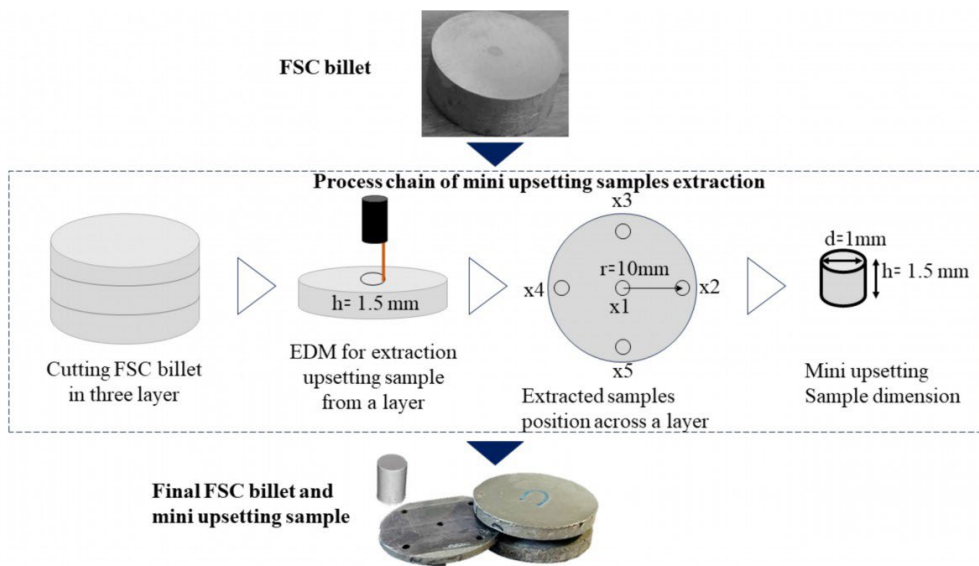 FSC billet
Process chain of mini upsetting samples extraction
x3
d=1mm
r=10mm
h= 1.5 mm
x4
x2
h= 1.5 mm
x1
Cutting FSC billet
in three layer
EDM for extraction
upsetting sample
from a layer
x5
Extracted samples
position across a layer
Mini upsetting
Sample dimension
Final FSC billet and
mini upsetting sample